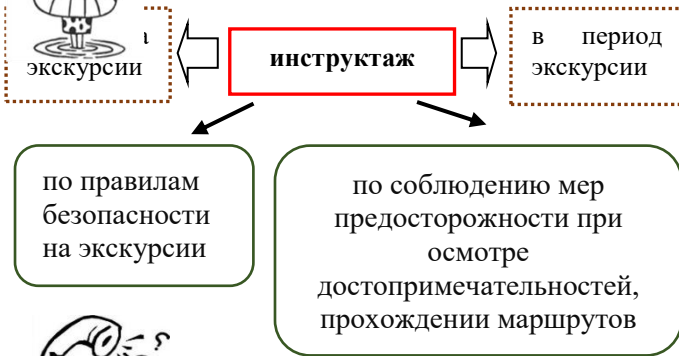 экскурсии
инструктаж
в период
экскурсии
по правилам
безопасности
на экскурсии
по соблюдению мер
предосторожности при
осмотре
достопримечательностей,
прохождении маршрутов
?